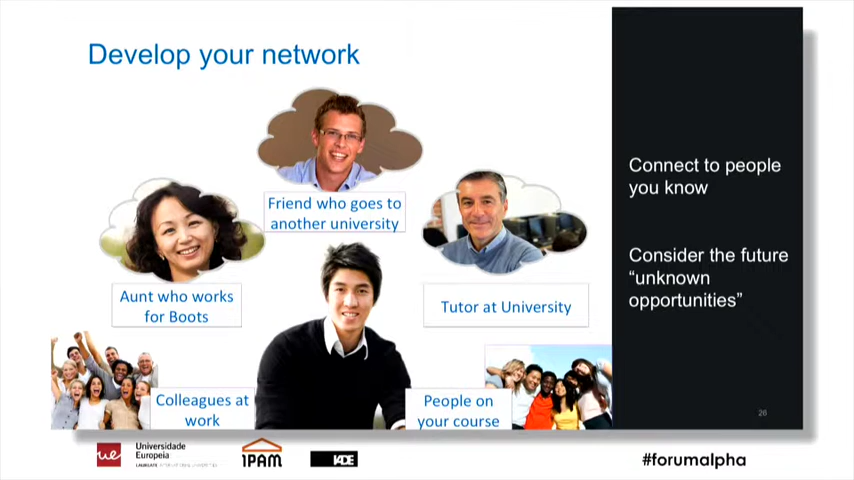 Develop your network
Friend who goes to
another university
Aunt who works
for Boots
Tutor at University
Colleagues at
work
People on
your course
Connect to people
you know
Consider the future
“unknown
opportunities”
26
ue
Universidade
Europeia
IPAM
IADE
#forumalpha